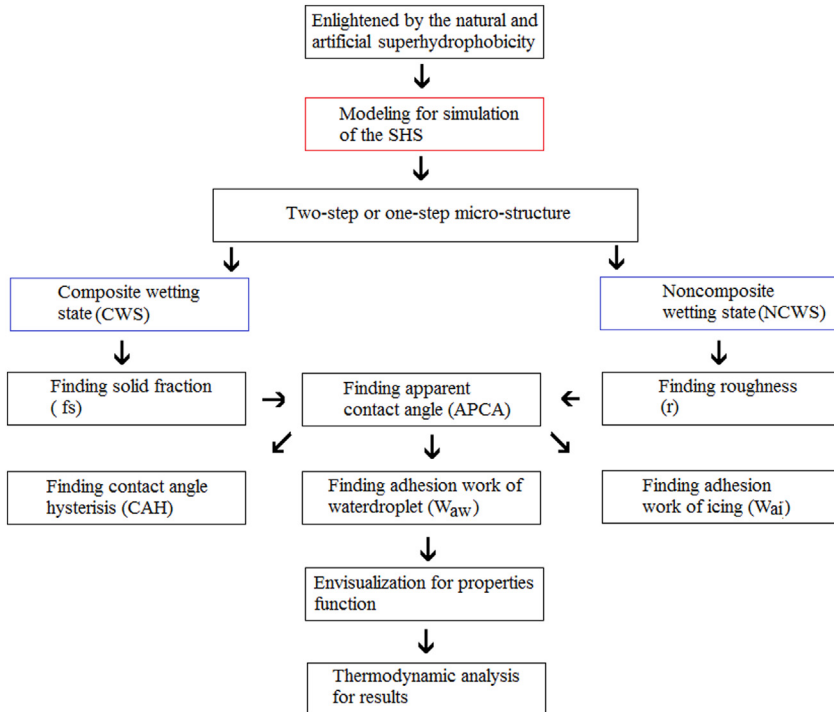 Enlightened by the natural and
artificial superhydrophobicity
Modeling for simulation
of the SHS
Two-step or one-step micro-structure
Composite wetting
state (CWS)
Noncomposite
wetting state (NCWS)
Finding solid fraction
( fs)
Finding apparent
contact angle (APCA)
Finding roughness
(r)
Finding contact angle
hysterisis (CAH)
Finding adhesion work of
waterdroplet (Waw)
Finding adhesion
work of icing (Wai)
Envisualization for properties
function
Thermodynamic analysis
for results